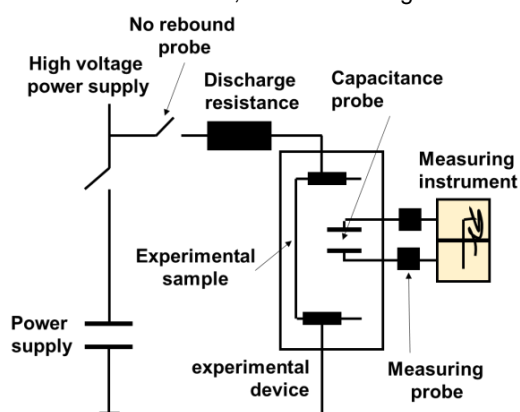 No rebound
probe
High voltage
power supply
Discharge
resistance
Capacitance
probe
Measuring
instrument
Experimental
sample
Power
supply
experimental
device
Measuring
probe